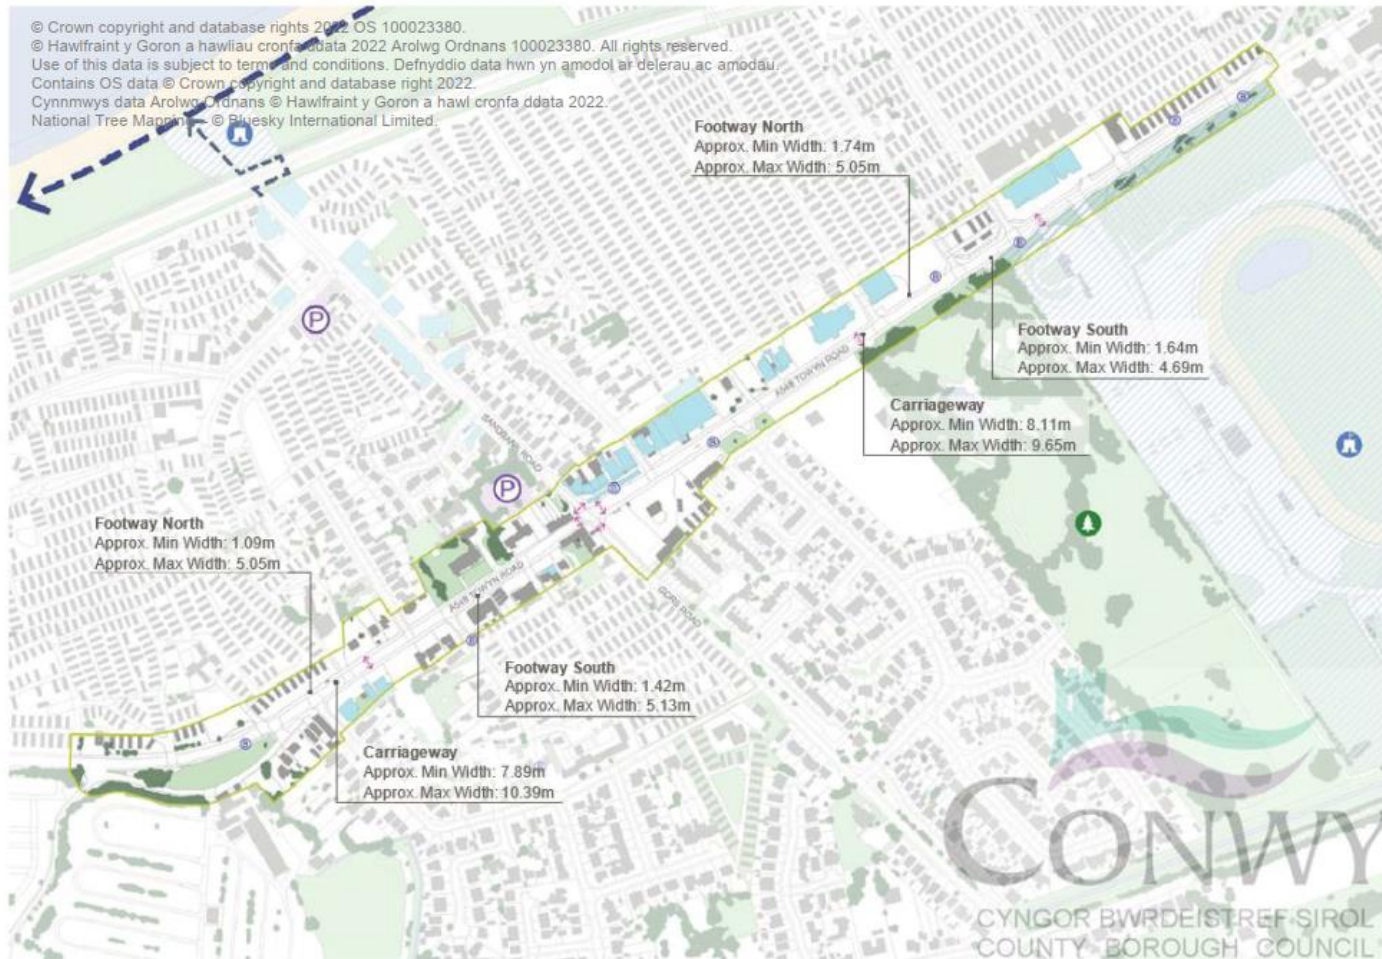 © Crown copyright and database rights 2022 OS 100023380.
© Hawlfraint y Goron a hawliau cronfa ddata 2022 Arolwg Ordnans 100023380. All rights reserved.
Use of this data is subject to terms and conditions. Defnyddio data hwn yn amodol ar delerau ac amodau.
Contains OS data © Crown copyright and database right 2022.
Cynnmwys data Arolwg Ordnans © Hawlfraint y Goron a hawl cronfa ddata 2022.
National Tree Mapping - © Bluesky International Limited.
Footway North
Approx. Min Width: 1.74m
Approx. Max Width: 5.05m
Footway South
Approx. Min Width: 1.64m
Approx. Max Width: 4.69m
Carriageway
Approx. Min Width: 8.11m
Approx. Max Width: 9.65m
A548 TOWYN ROAD
SANDBANK ROAD
P
P
Footway North
Approx. Min Width: 1.09m
Approx. Max Width: 5.05m
A548 TOWYN ROAD
GORS ROAD
Footway South
Approx. Min Width: 1.42m
Approx. Max Width: 5.13m
Carriageway
Approx. Min Width: 7.89m
Approx. Max Width: 10.39m
CONWY
CYNGOR BWRDEISTREF SIROL
COUNTY BOROUGH COUNCIL